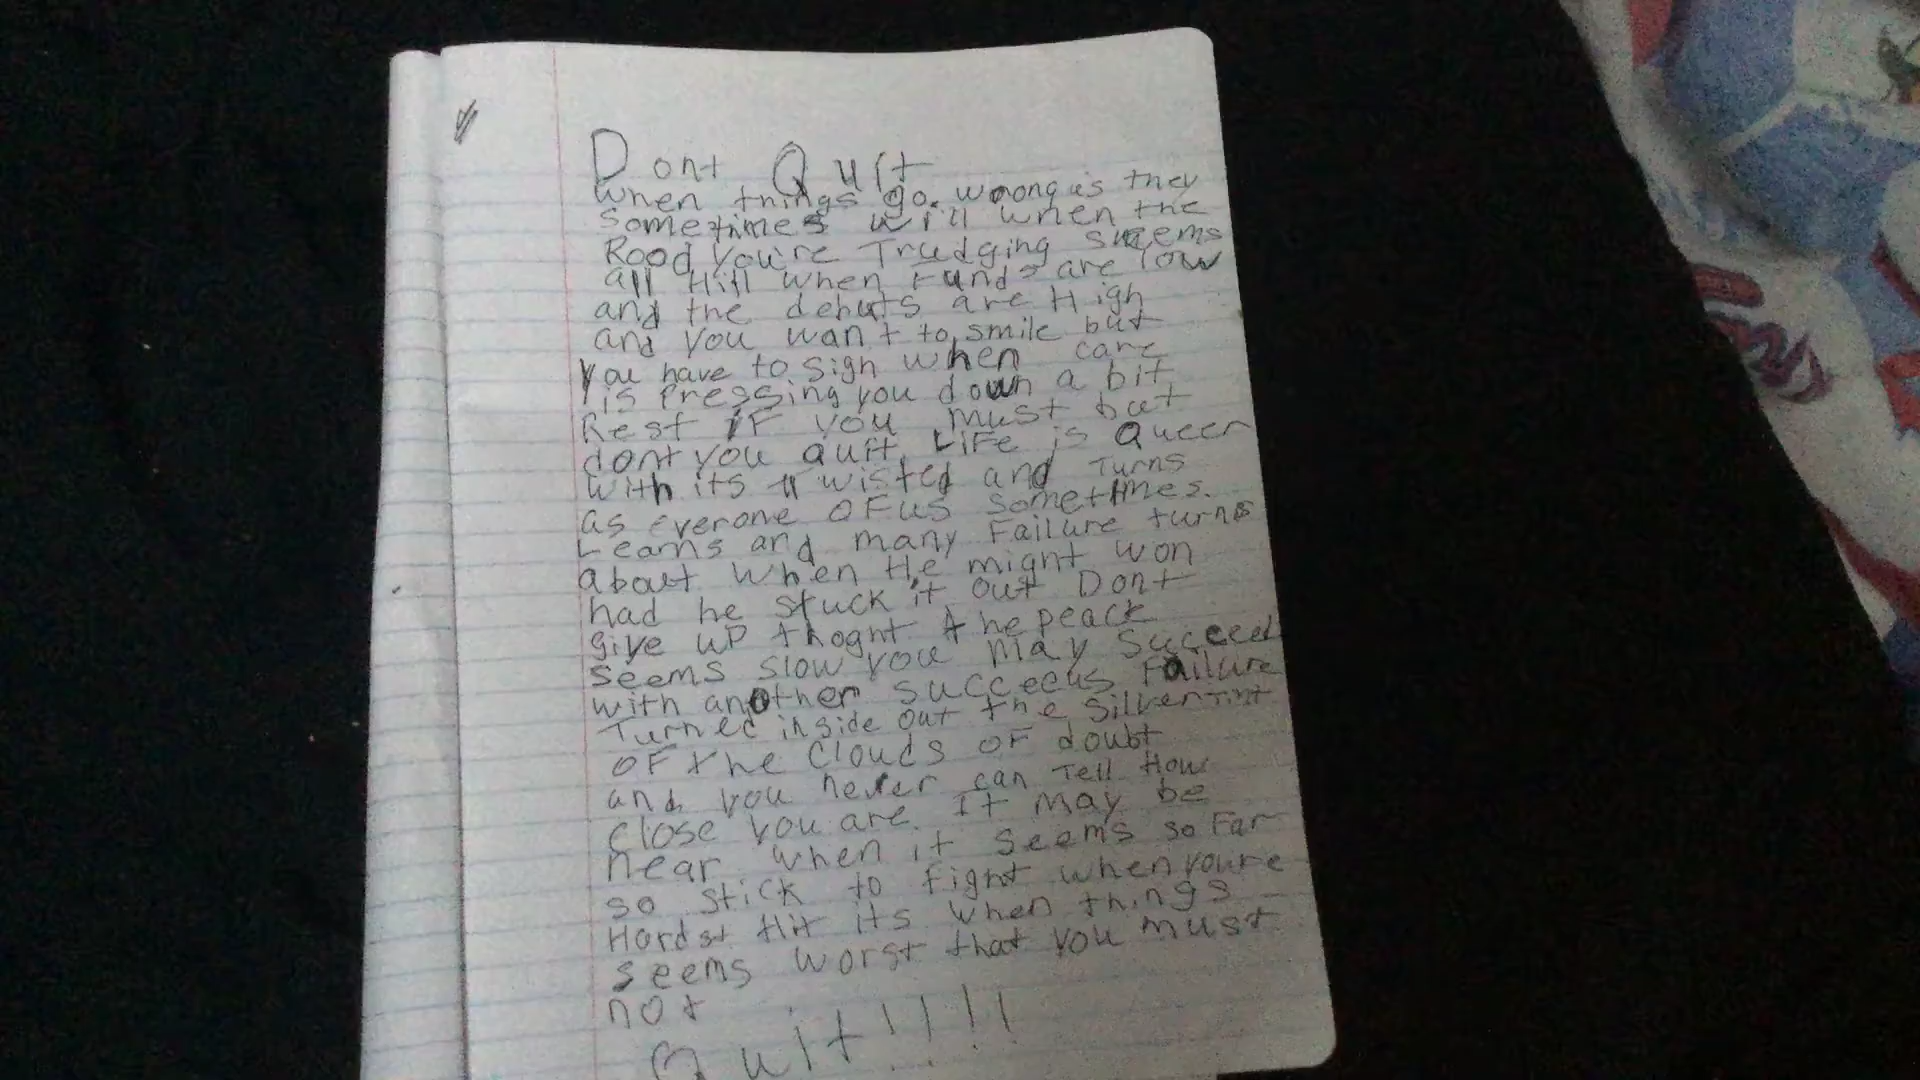 Dont Quit
when things go. wrong as they
sometimes will when the
Rood you're Trudging seems
all Hill when Funds are low
and the debuts are High
and you want to smile but
you have to sigh when care
is Pressing you down a bit,
Rest iF you must but
dont you quit, LiFe is Queer
with its twisted and Turns
as everone oF us sometimes.
Learns and many Failure turns
about when He might won
had he stuck it out Dont
give up thoght the peack
seems slow you may succeed
with another succeeus Failure
Turned inside out the silver Tint
oF the Clouds oF doubt
and you never can Tell How
close you are. It may be
near when it seems so Far
so stick to fight when youre
Hardst Hit its when things
seems worst that you must
not
Quit!!!!